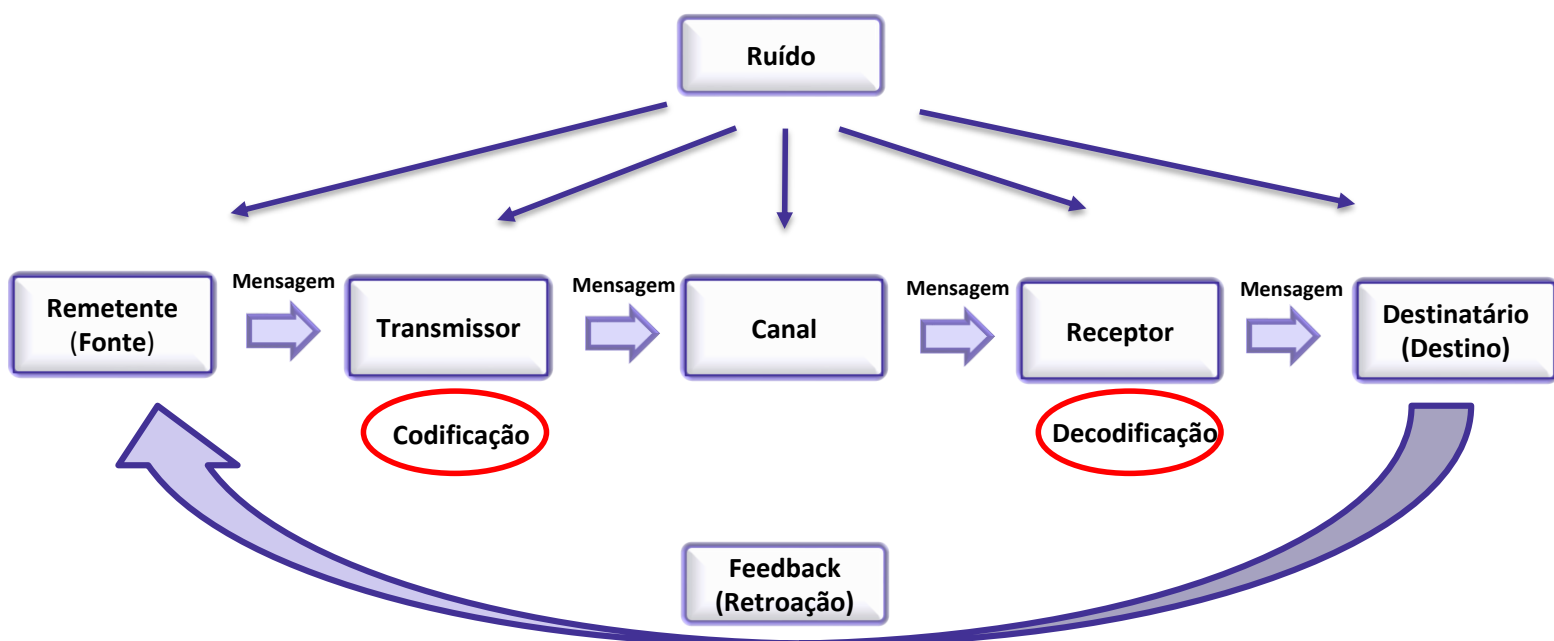 Ruído
Mensagem
Mensagem
Mensagem
Mensagem
Remetente
(Fonte)
Transmissor
Canal
Receptor
Destinatário
(Destino)
Codificação
Decodificação
Feedback
(Retroação)